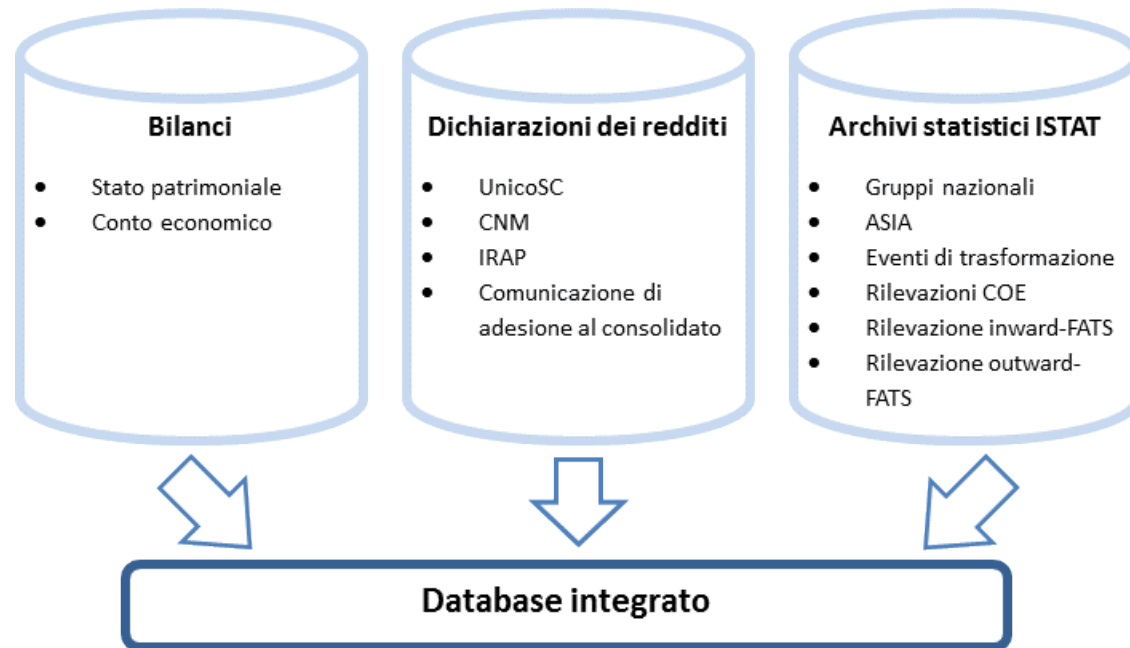 Bilanci
• Stato patrimoniale
• Conto economico
Dichiarazioni dei redditi
• UnicoSC
• CNM
• IRAP
• Comunicazione di
adesione al consolidato
Archivi statistici ISTAT
• Gruppi nazionali
• ASIA
• Eventi di trasformazione
• Rilevazioni COE
• Rilevazione inward-FATS
• Rilevazione outward-
FATS
Database integrato